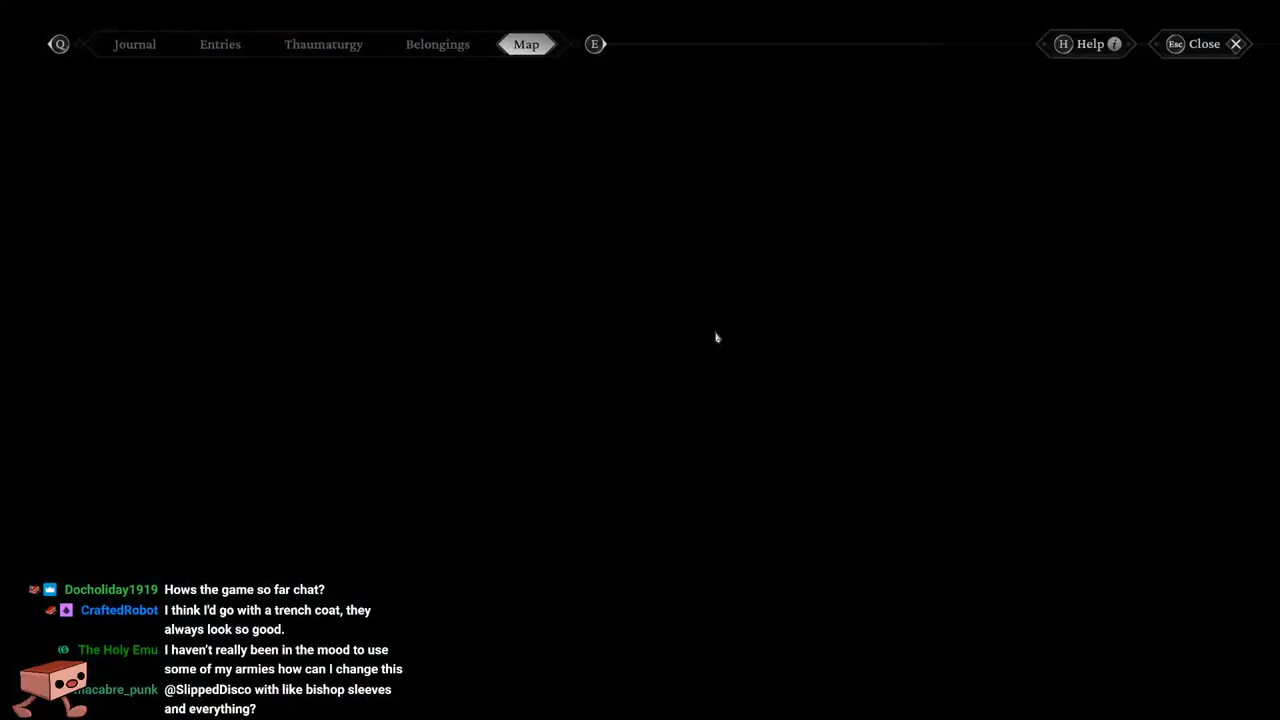 Q Journal Entries Thaumaturgy Belongings Map E H Help i Esc Close
Docholiday1919 Hows the game so far chat?
CraftedRobot I think I'd go with a trench coat, they
always look so good.
The Holy Emu I haven't really been in the mood to use
some of my armies how can I change this
macabre_punk @SlippedDisco with like bishop sleeves
and everything?